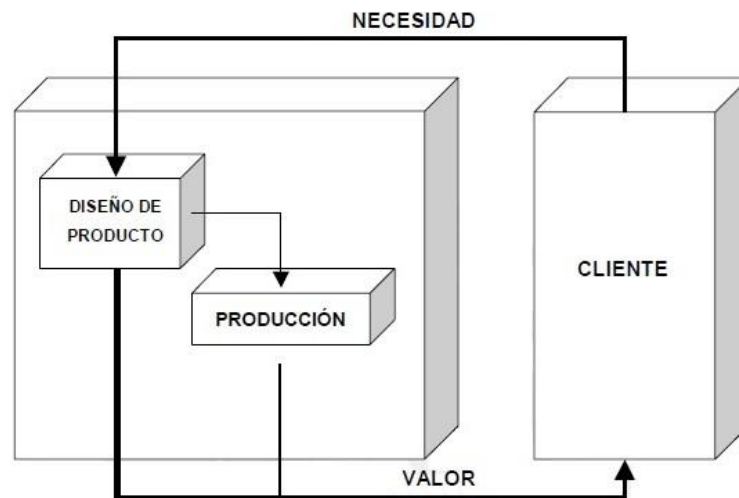 NECESIDAD
DISEÑO DE
PRODUCTO
CLIENTE
PRODUCCIÓN
VALOR